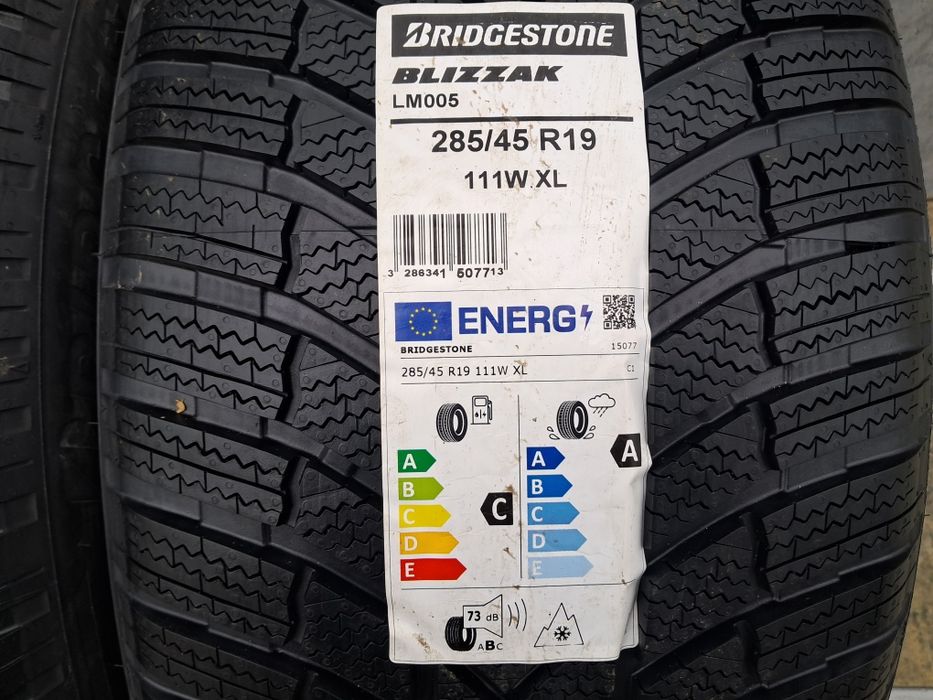 BRIDGESTONE
BLIZZAK
LM005
285/45 R19
111W XL
3 286341 507713
ENERG
BRIDGESTONE 15077
285/45 R19 111W XL C1
A A A
B B
C C C
D D
E E
73 dB
ABC